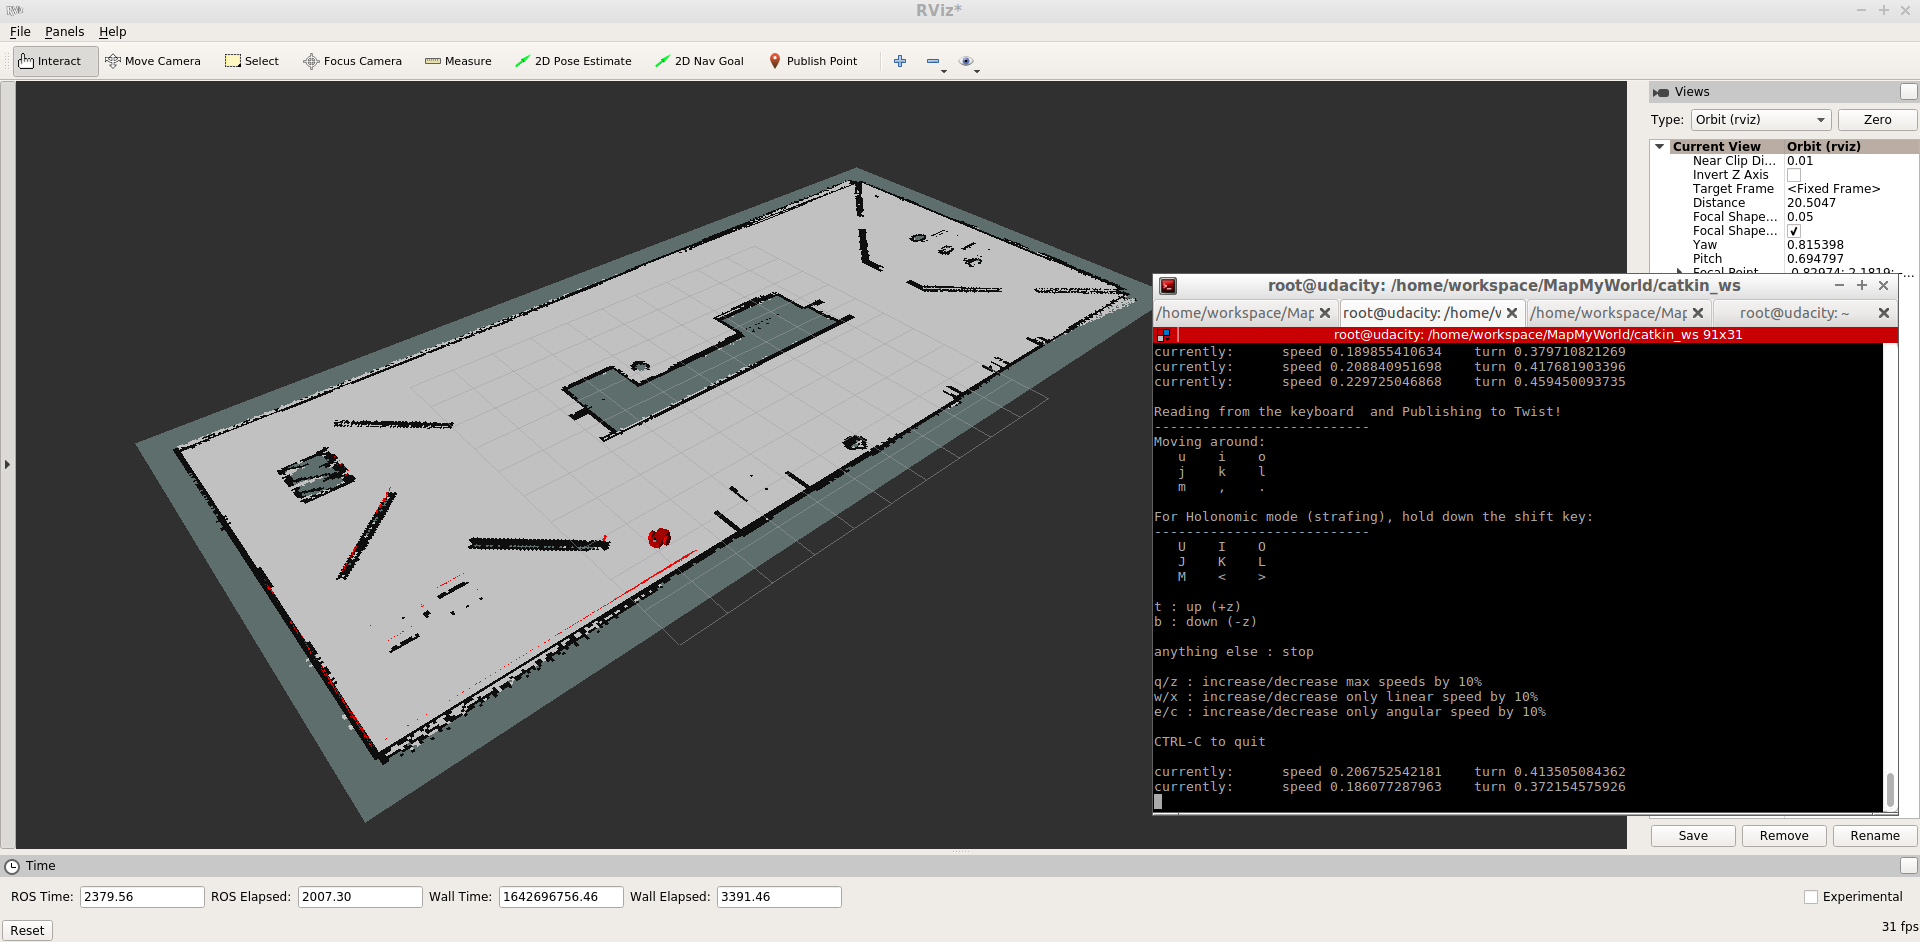 RViz*
File Panels Help
Interact Move Camera Select Focus Camera Measure 2D Pose Estimate 2D Nav Goal Publish Point
Views
Type: Orbit (rviz) Zero
Current View Orbit (rviz)
Near Clip Di... 0.01
Invert Z Axis
Target Frame <Fixed Frame>
Distance 20.5047
Focal Shape... 0.05
Focal Shape...
Yaw 0.815398
Pitch 0.694797
root@udacity: /home/workspace/MapMyWorld/catkin_ws
/home/workspace/Map root@udacity: /home/v /home/workspace/Map root@udacity: ~
root@udacity: /home/workspace/MapMyWorld/catkin_ws 91x31
currently: speed 0.189855410634 turn 0.379710821269
currently: speed 0.208840951698 turn 0.417681903396
currently: speed 0.229725046868 turn 0.459450093735
Reading from the keyboard and Publishing to Twist!
---------------------------
Moving around:
u i o
j k l
m , .
For Holonomic mode (strafing), hold down the shift key:
---------------------------
U I O
J K L
M < >
t : up (+z)
b : down (-z)
anything else : stop
q/z : increase/decrease max speeds by 10%
w/x : increase/decrease only linear speed by 10%
e/c : increase/decrease only angular speed by 10%
CTRL-C to quit
currently: speed 0.206752542181 turn 0.413505084362
currently: speed 0.186077287963 turn 0.372154575926
Save Remove Rename
Time
ROS Time: 2379.56 ROS Elapsed: 2007.30 Wall Time: 1642696756.46 Wall Elapsed: 3391.46 Experimental
Reset 31 fps